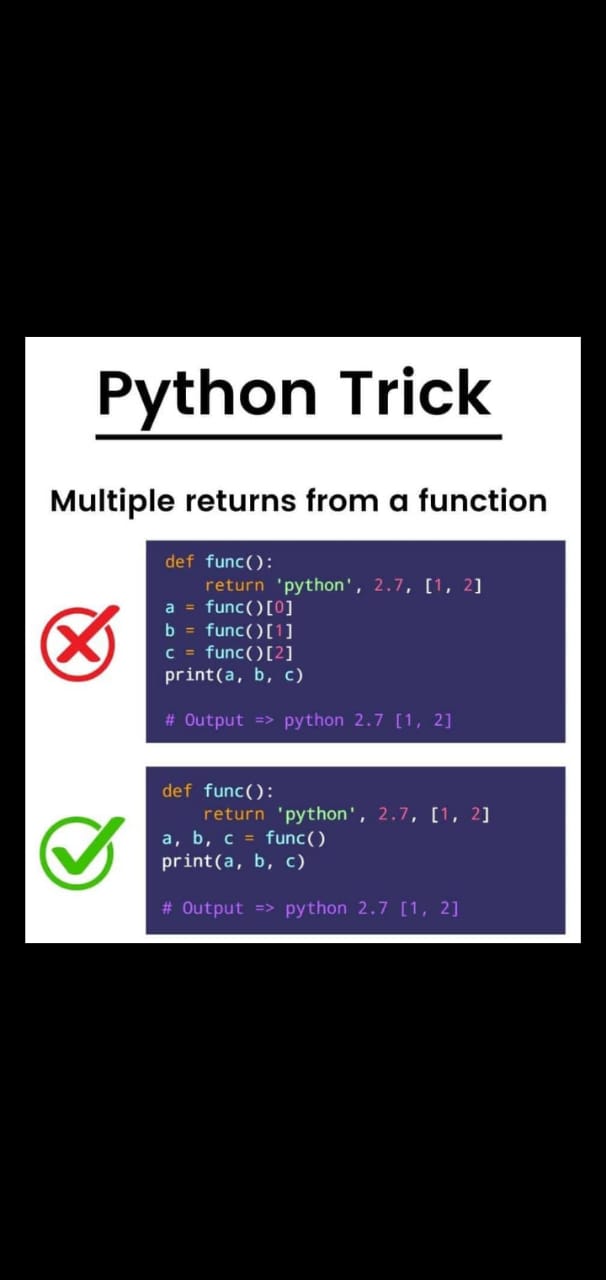 Python Trick
Multiple returns from a function
def func():
    return 'python', 2.7, [1, 2]
a = func()[0]
b = func()[1]
c = func()[2]
print(a, b, c)
# Output => python 2.7 [1, 2]
def func():
    return 'python', 2.7, [1, 2]
a, b, c = func()
print(a, b, c)
# Output => python 2.7 [1, 2]